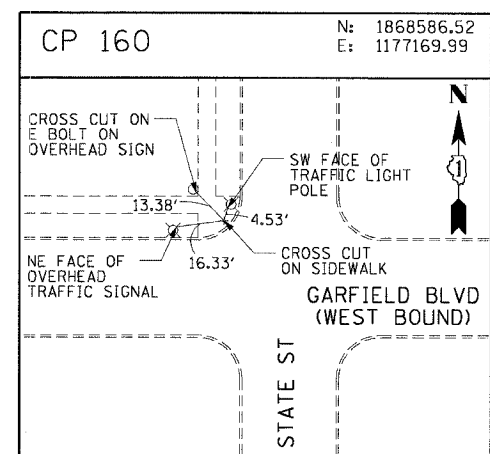 CP 160
N: 1868586.52
E: 1177169.99
N
1
CROSS CUT ON
E BOLT ON
OVERHEAD SIGN
SW FACE OF
TRAFFIC LIGHT
POLE
13.38'
4.53'
16.33'
NE FACE OF
OVERHEAD
TRAFFIC SIGNAL
CROSS CUT
ON SIDEWALK
GARFIELD BLVD
(WEST BOUND)
STATE ST